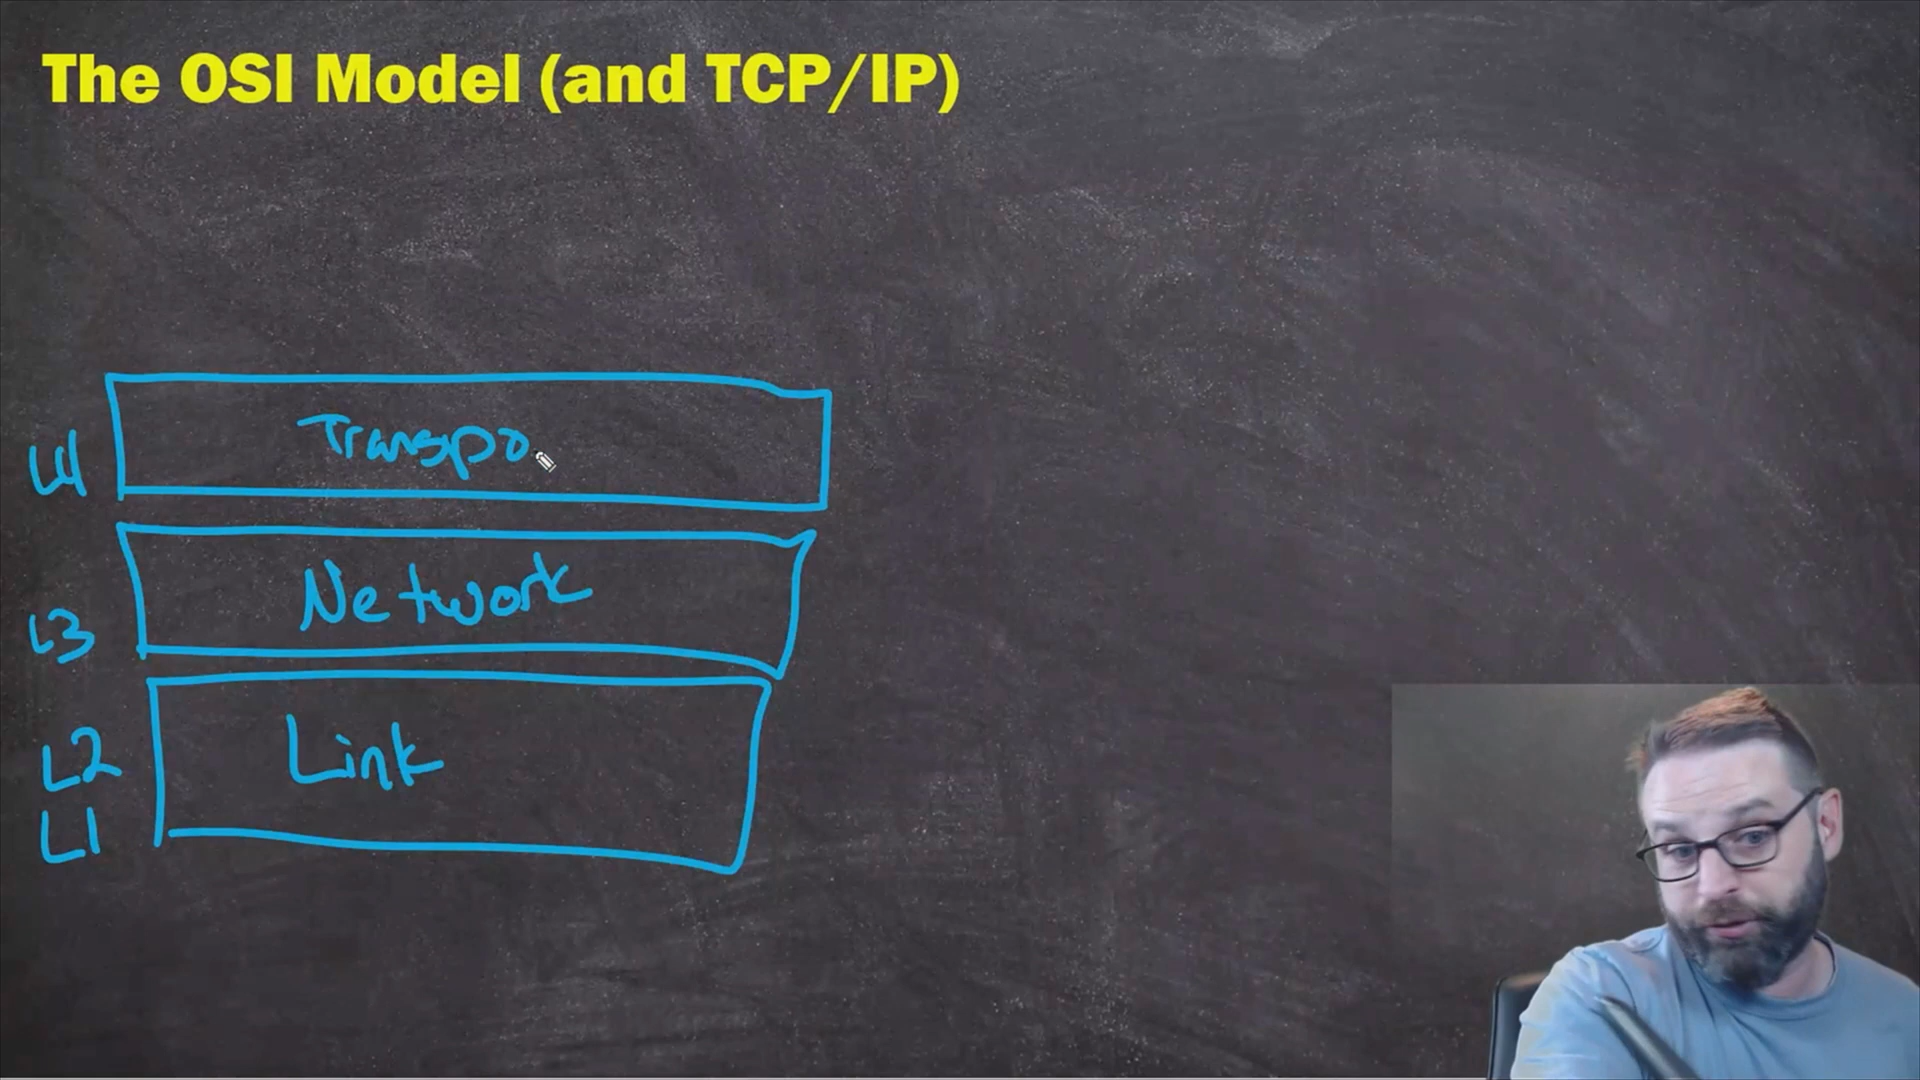 The OSI Model (and TCP/IP)
L4 Transpo
L3 Network
L2 Link
L1